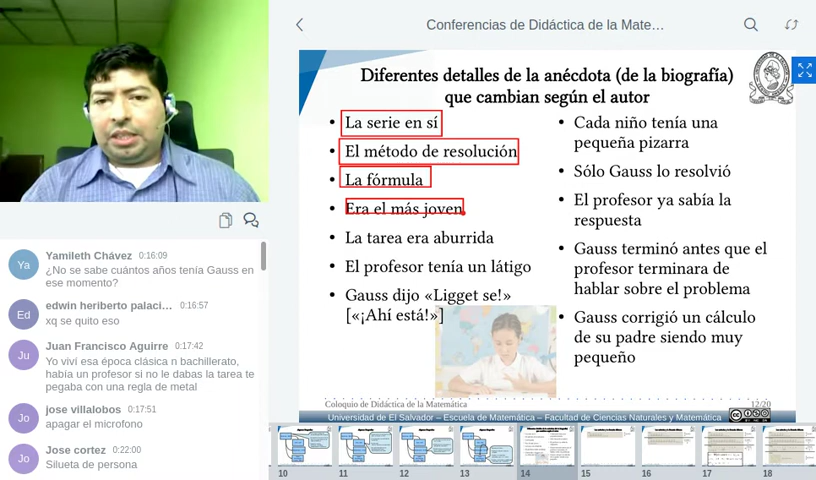 Conferencias de Didáctica de la Mate…
Diferentes detalles de la anécdota (de la biografía)
que cambian según el autor
• La serie en sí
• El método de resolución
• La fórmula
• Era el más joven
• La tarea era aburrida
• El profesor tenía un látigo
• Gauss dijo «Ligget se!»
[«¡Ahí está!»]
• Cada niño tenía una
pequeña pizarra
• Sólo Gauss lo resolvió
• El profesor ya sabía la
respuesta
• Gauss terminó antes que el
profesor terminara de
hablar sobre el problema
• Gauss corrigió un cálculo
de su padre siendo muy
pequeño
Coloquio de Didáctica de la Matemática
12/20
Universidad de El Salvador – Escuela de Matemática – Facultad de Ciencias Naturales y Matemática
Ya
Yamileth Chávez 0:16:09
¿No se sabe cuántos años tenía Gauss en
ese momento?
Ed
edwin heriberto palaci… 0:16:57
xq se quito eso
Ju
Juan Francisco Aguirre 0:17:42
Yo viví esa época clásica n bachillerato,
había un profesor si no le dabas la tarea te
pegaba con una regla de metal
Jo
jose villalobos 0:17:51
apagar el microfono
Jo
Jose cortez 0:22:00
Silueta de persona
10
11
12
13
14
15
16
17
18